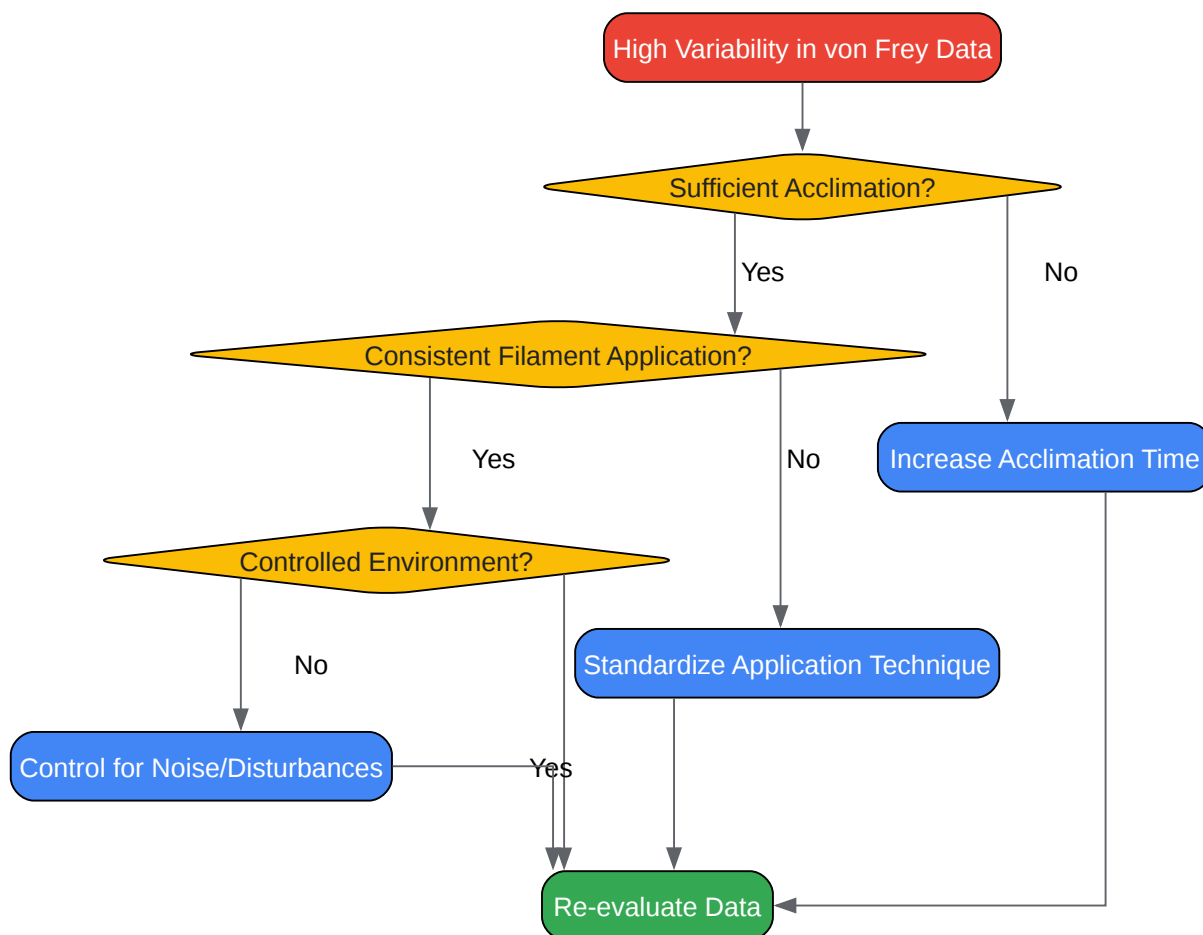 High Variability in von Frey Data
Sufficient Acclimation?
Yes
No
Consistent Filament Application?
Yes
No
Increase Acclimation Time
Controlled Environment?
No
Standardize Application Technique
Control for Noise/Disturbances
Yes
Re-evaluate Data